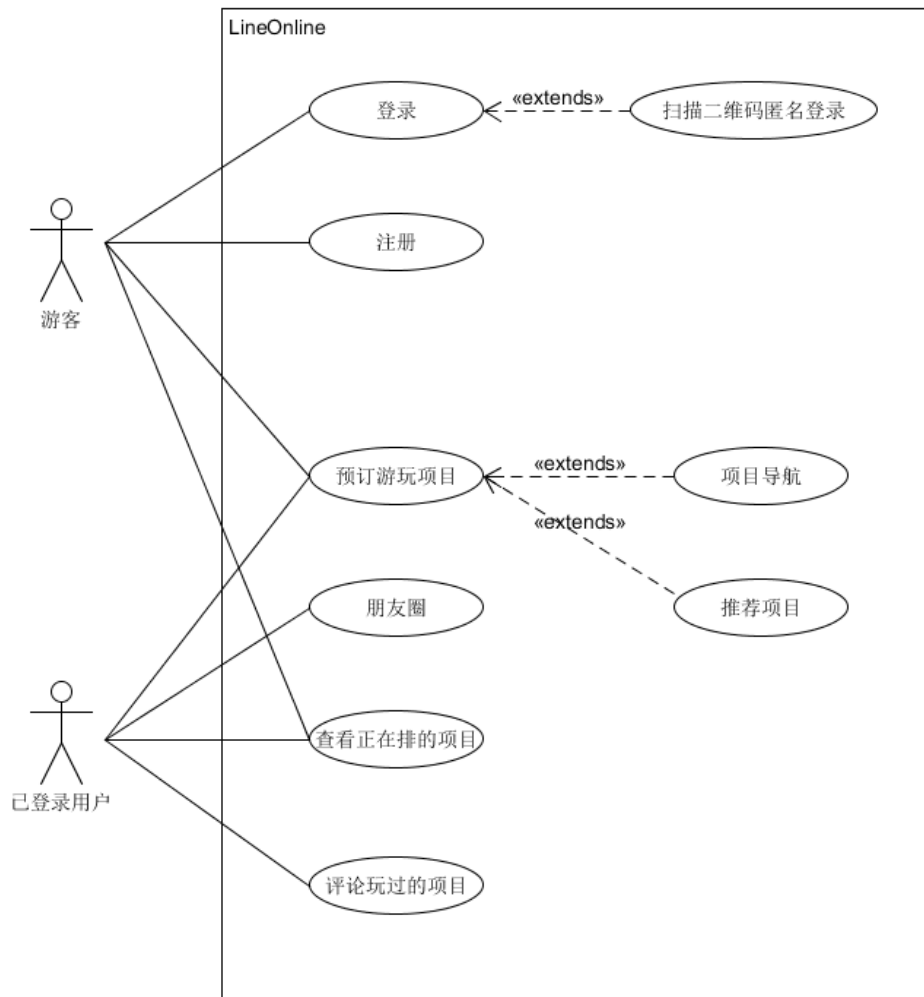 LineOnline
登录
«extends»
扫描二维码匿名登录
注册
游客
预订游玩项目
«extends»
项目导航
«extends»
朋友圈
推荐项目
查看正在排的项目
已登录用户
评论玩过的项目